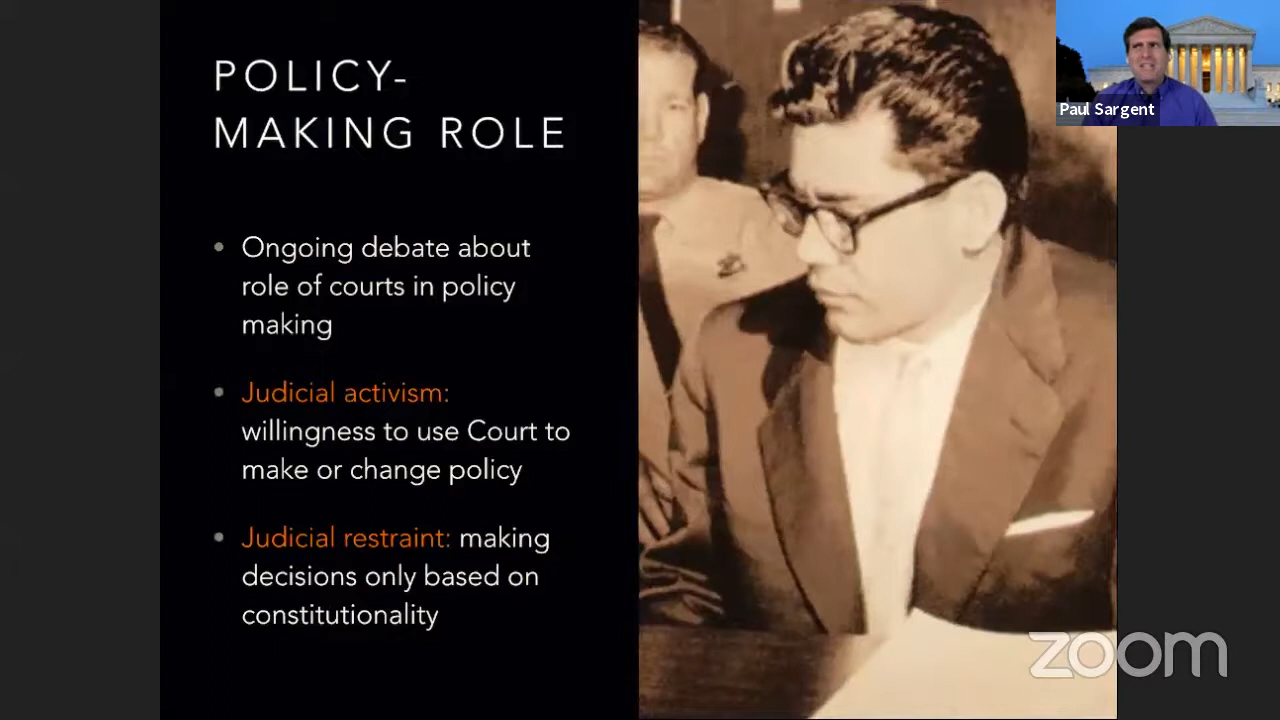 POLICY-
MAKING ROLE
• Ongoing debate about
role of courts in policy
making
• Judicial activism:
willingness to use Court to
make or change policy
• Judicial restraint: making
decisions only based on
constitutionality
Paul Sargent
zoom